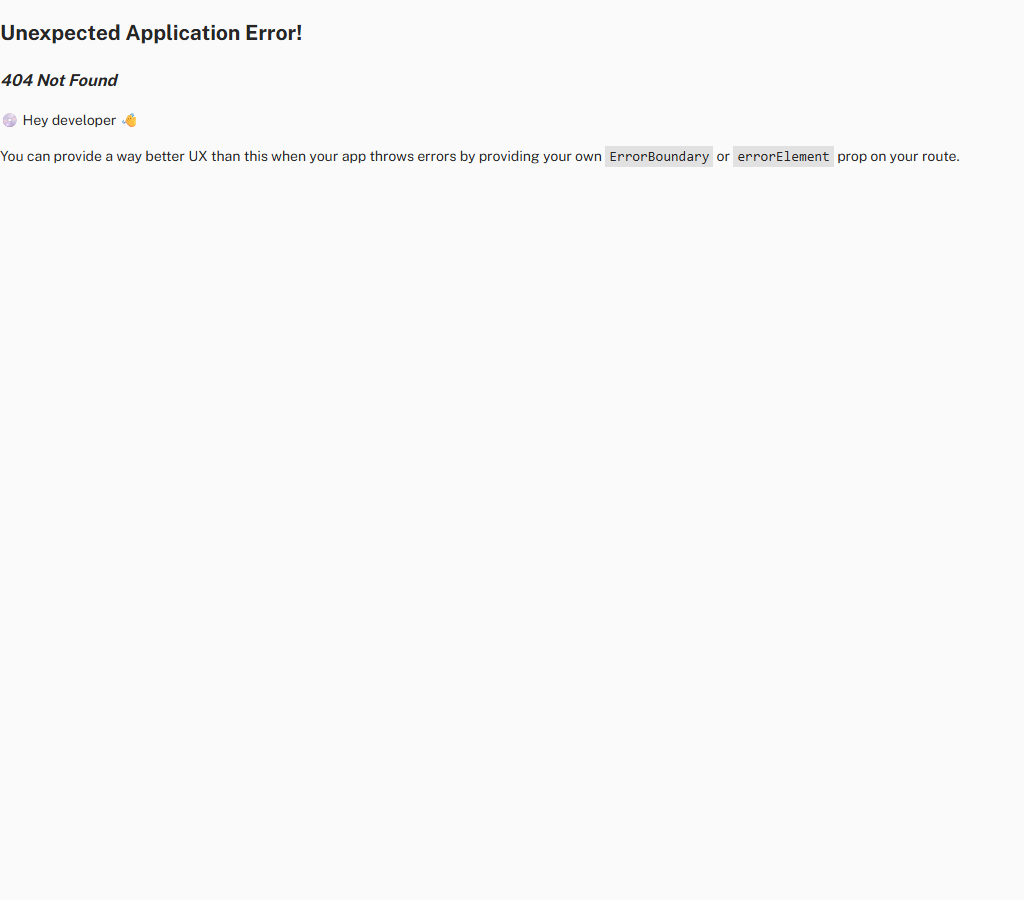 Unexpected Application Error!
404 Not Found
💿 Hey developer 👋
You can provide a way better UX than this when your app throws errors by providing your own ErrorBoundary or errorElement prop on your route.